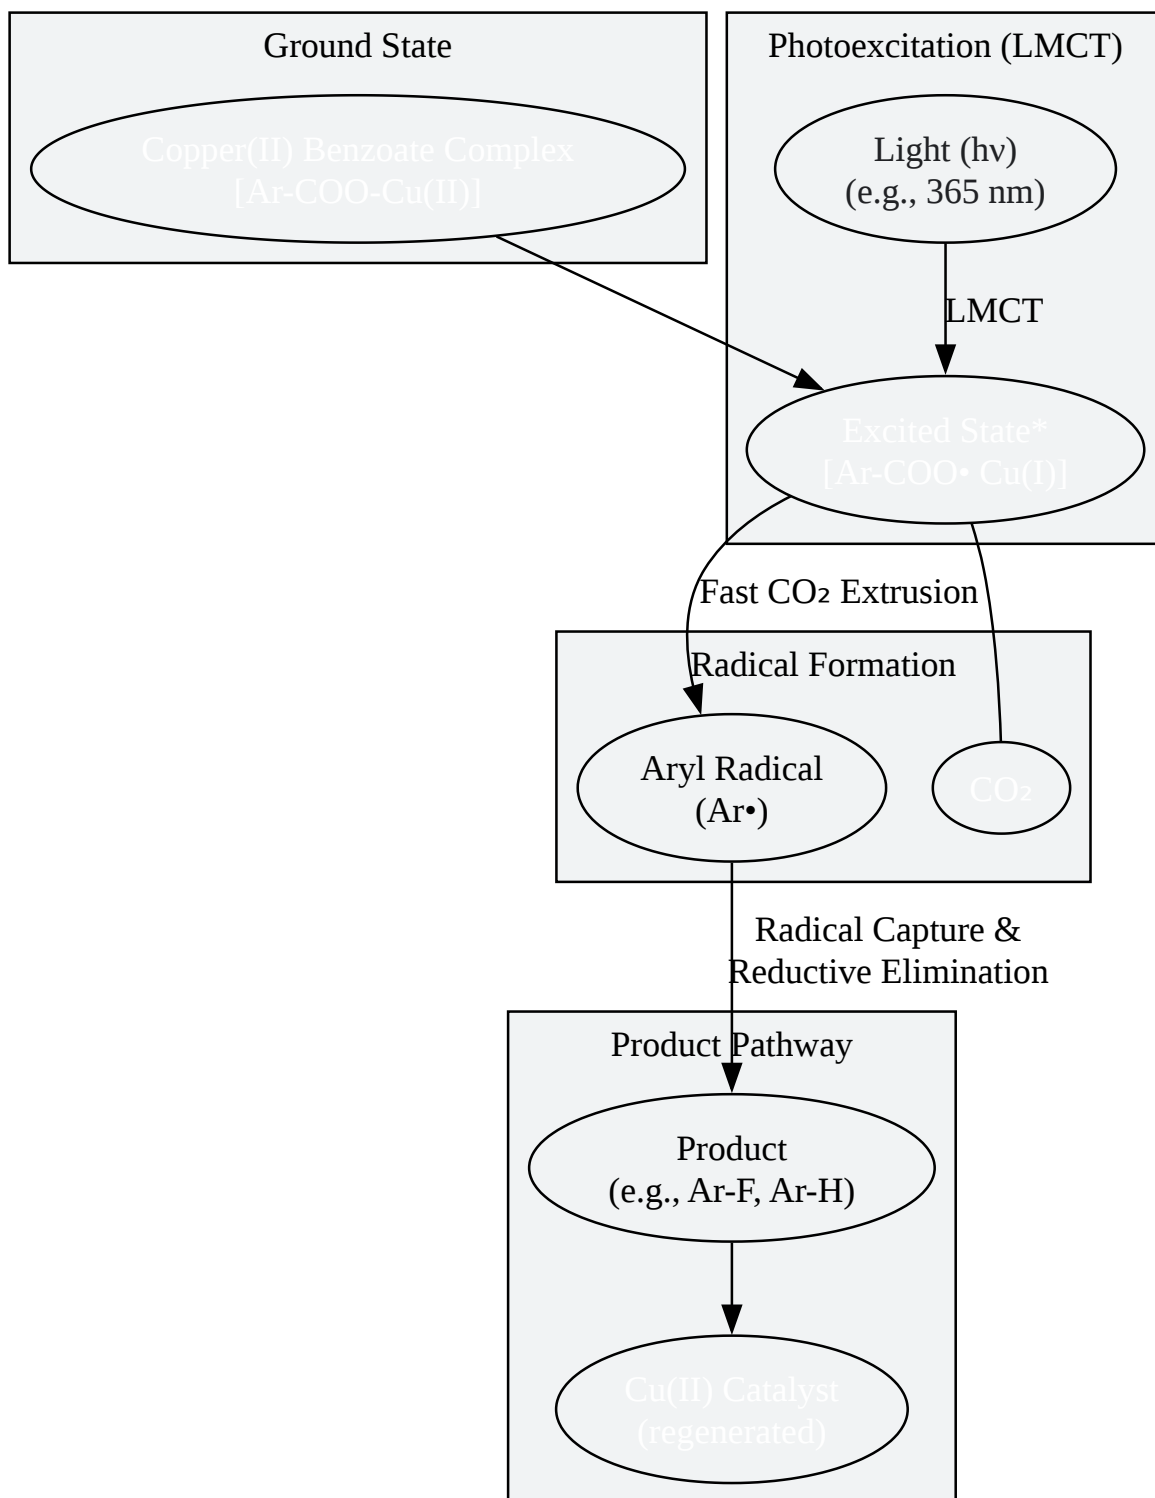 Ground State
Copper(II) Benzoate Complex
[Ar-COO-Cu(II)]
Photoexcitation (LMCT)
Light (hν)
(e.g., 365 nm)
LMCT
Excited State*
[Ar-COO• Cu(I)]
Fast CO₂ Extrusion
Radical Formation
Aryl Radical
(Ar•)
CO₂
Radical Capture &
Reductive Elimination
Product Pathway
Product
(e.g., Ar-F, Ar-H)
Cu(II) Catalyst
(regenerated)